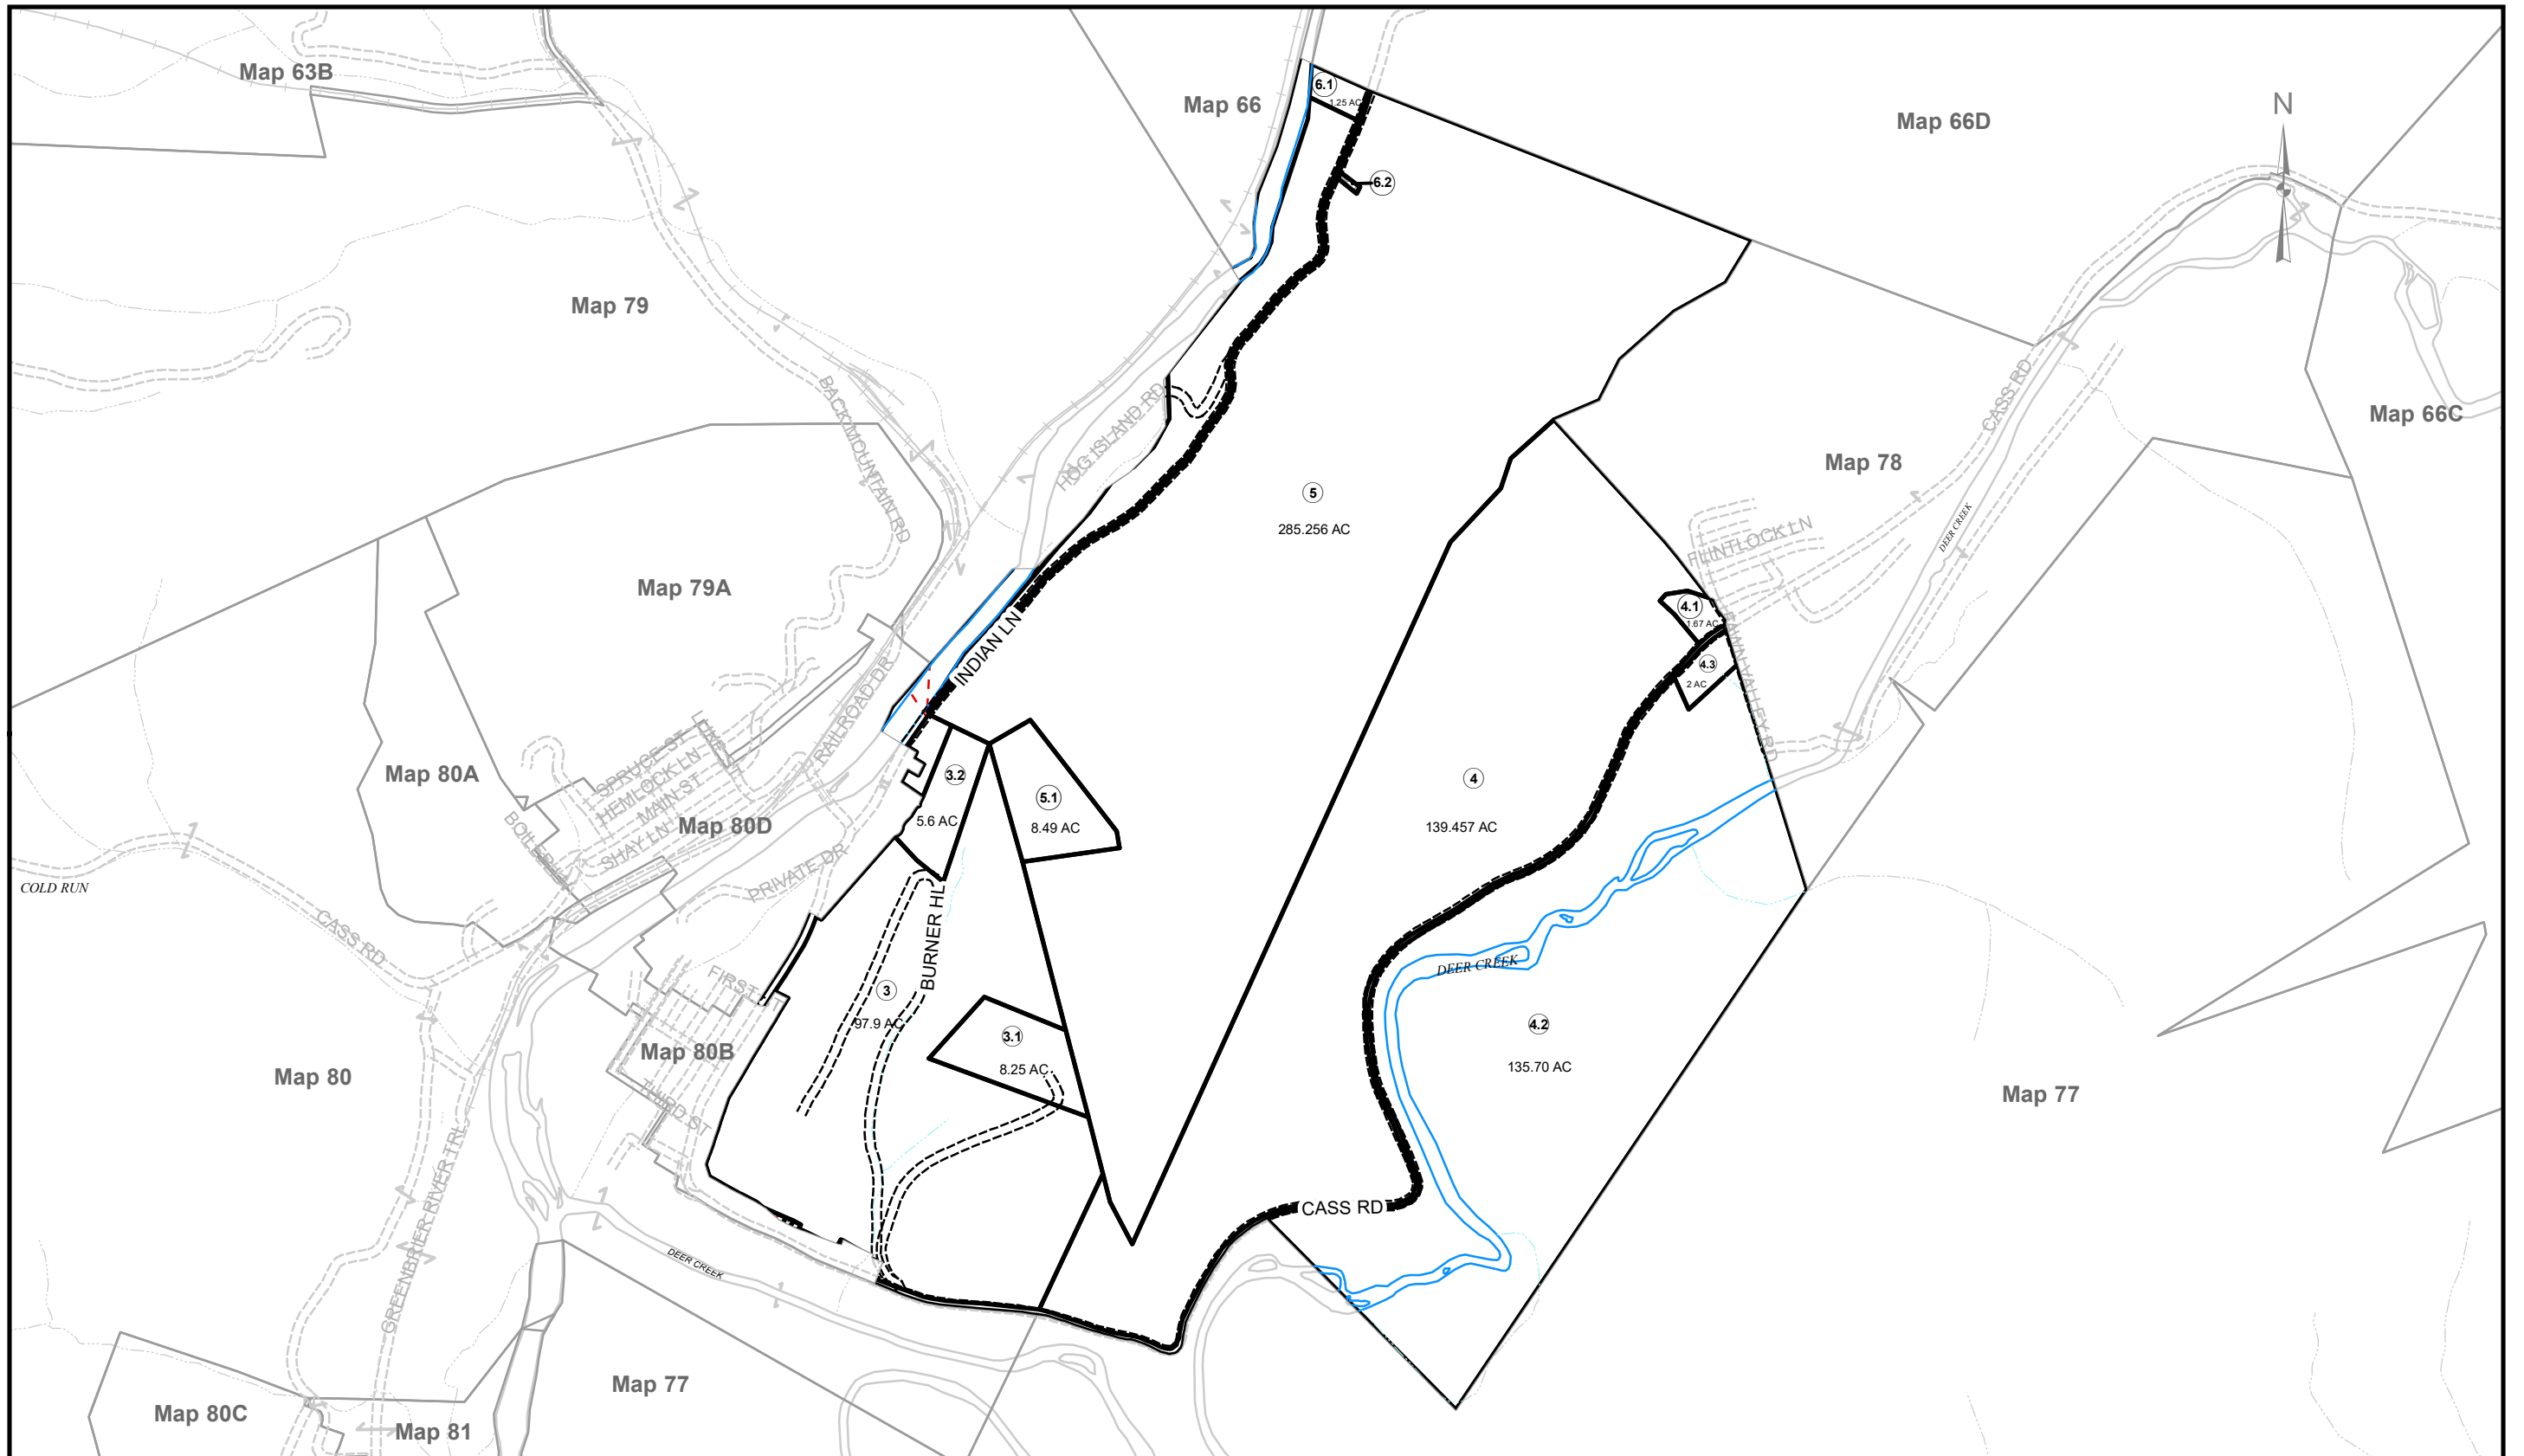 Map 63B
Map 66
6.1
1.25 AC
Map 66D
N
6.2
Map 79
BACK MOUNTAIN RD
HOG ISLAND RD
CASS RD
Map 66C
Map 78
5
285.256 AC
FLINTLOCK LN
DEER CREEK
Map 79A
4.1
1.67 AC
INDIAN LN
4.3
2 AC
RAILROAD DR
SPRUCE ST
HEMLOCK LN
MAIN ST
SHAY LN
Map 80A
Map 80D
3.2
5.6 AC
5.1
8.49 AC
4
139.457 AC
PRIVATE DR
COLD RUN
CASS RD
BURNER HL
DEER CREEK
FIRST ST
3
97.9 AC
3.1
8.25 AC
4.2
135.70 AC
Map 80B
Map 80
Map 77
THIRD ST
GREENBRIER RIVER TRL
CASS RD
DEER CREEK
Map 77
Map 80C
Map 81